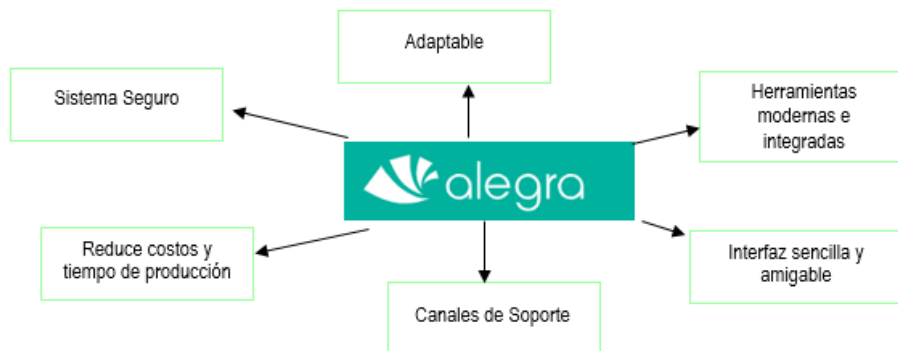 Adaptable
Sistema Seguro
Herramientas
modernas e
integradas
alegra
Reduce costos y
tiempo de producción
Interfaz sencilla y
amigable
Canales de Soporte